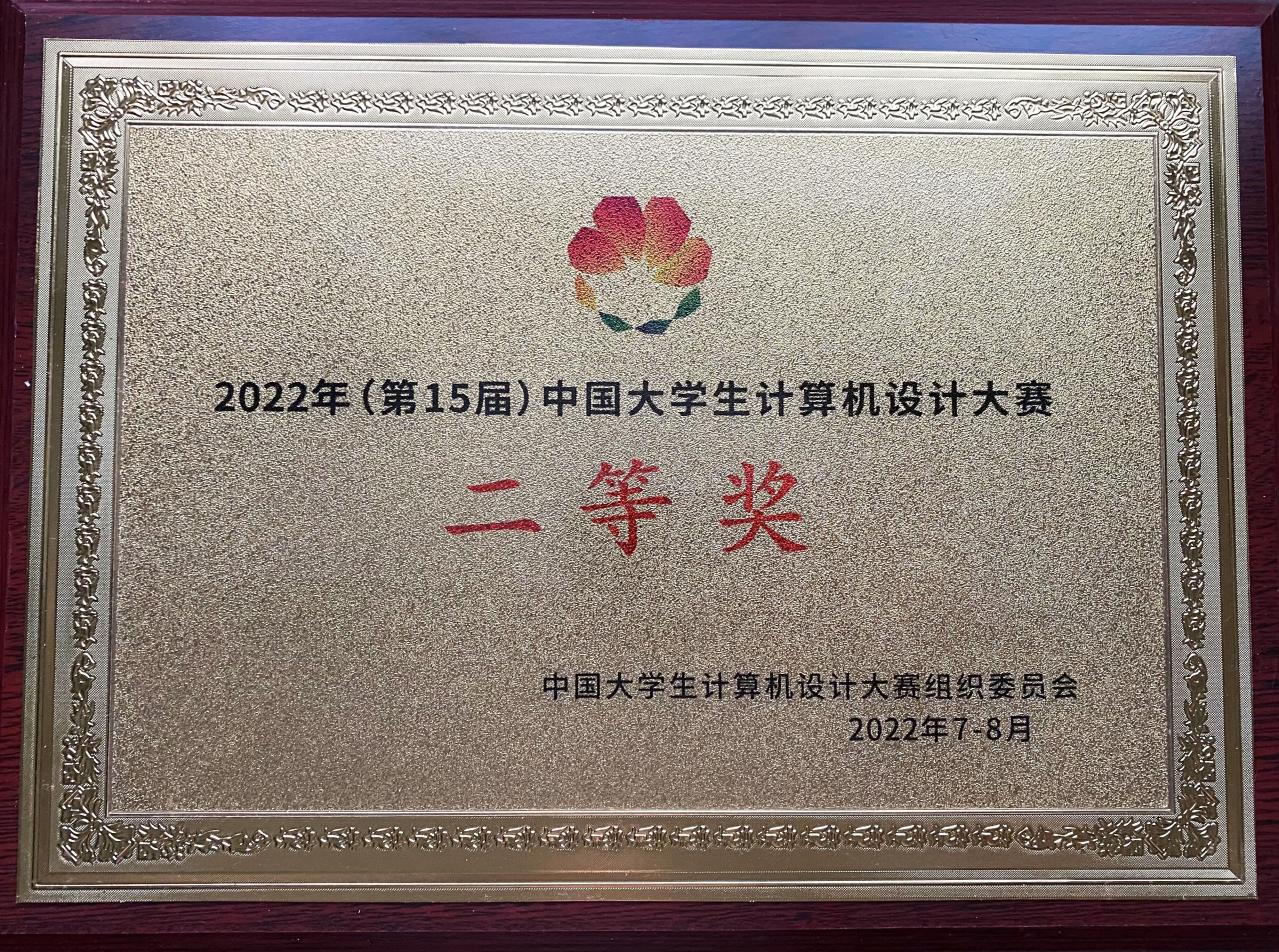 2022年（第15届）中国大学生计算机设计大赛
二等奖
中国大学生计算机设计大赛组织委员会
2022年7-8月